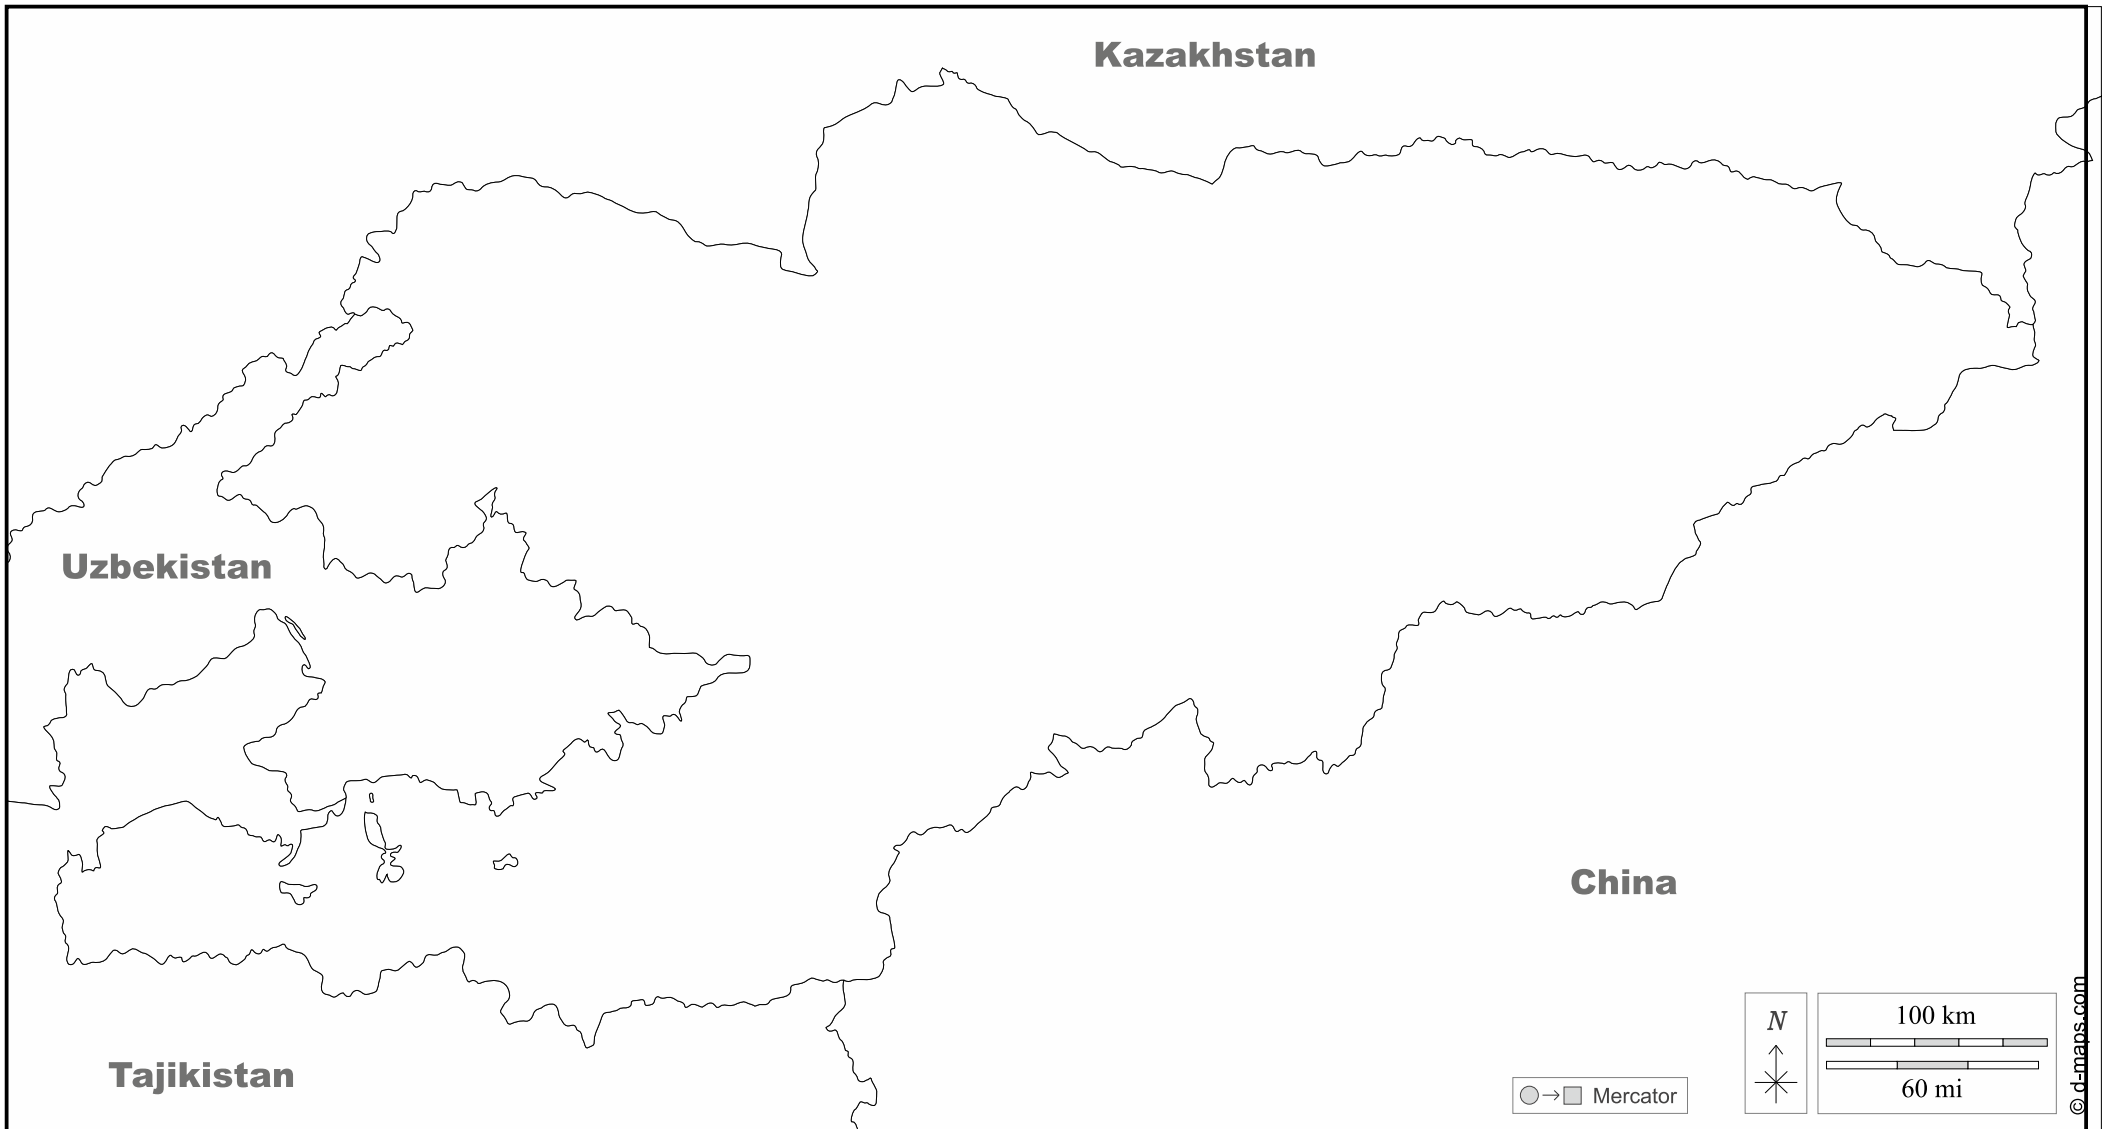 Kazakhstan
Uzbekistan
China
Tajikistan
N
100 km
60 mi
Mercator
© d-maps.com